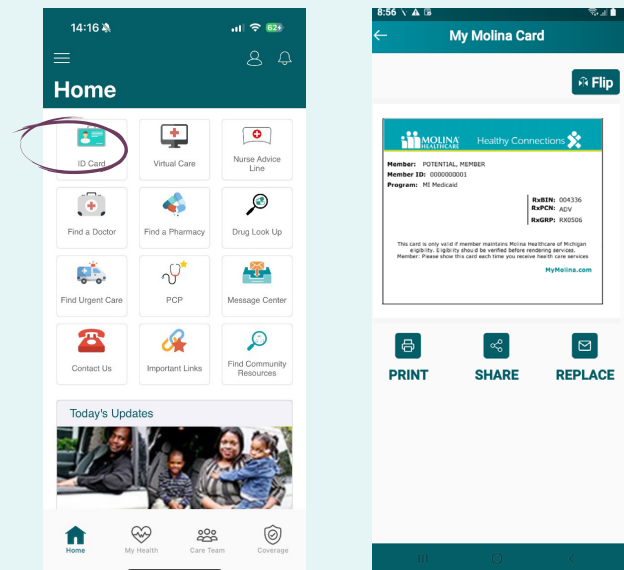 14:16
62
Home
ID Card
Virtual Care
Nurse Advice
Line
Find a Doctor
Find a Pharmacy
Drug Look Up
Find Urgent Care
PCP
Message Center
Contact Us
Important Links
Find Community
Resources
Today's Updates
Home
My Health
Care Team
Coverage
8:56
My Molina Card
Flip
MOLINA
HEALTHCARE
Healthy Connections
Member: POTENTIAL, MEMBER
Member ID: 0000000001
Program: MI Medicaid
RxBIN: 004336
RxPCN: ADV
RxGRP: RX0506
This card is only valid if member maintains Molina Healthcare of Michigan
eligibility. Eligibility should be verified before rendering services.
Member: Please show this card each time you receive health care services
MyMolina.com
PRINT
SHARE
REPLACE